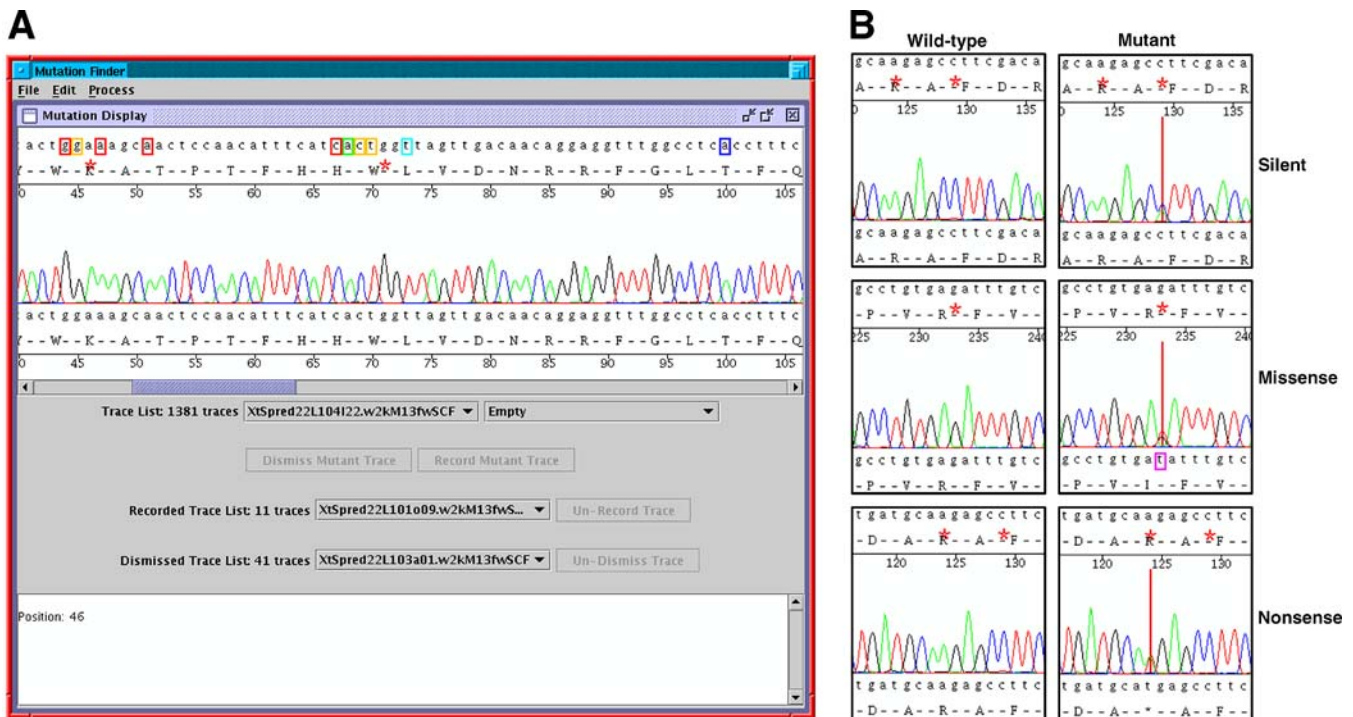 A
Mutation Finder
File Edit Process
Mutation Display
actggaaagcaactccaacatttcatcactggttagttgacaacaggaggtttggcctcacctttc
Y--W--K--A--T--P--T--F--H--H--W--L--V--D--N--R--R--F--G--L--T--F--Q
0 45 50 55 60 65 70 75 80 85 90 95 100 105
actggaaagcaactccaacatttcatcactggttagttgacaacaggaggtttggcctcacctttc
Y--W--K--A--T--P--T--F--H--H--W--L--V--D--N--R--R--F--G--L--T--F--Q
0 45 50 55 60 65 70 75 80 85 90 95 100 105
Trace List: 1381 traces XtSpred22L104I22.w2kM13fwSCF Empty
Dismiss Mutant Trace Record Mutant Trace
Recorded Trace List: 11 traces XtSpred22L101o09.w2kM13fwS... Un-Record Trace
Dismissed Trace List: 41 traces XtSpred22L103a01.w2kM13fwSCF Un-Dismiss Trace
Position: 46
B
Wild-type
gcaagagccttcgaca
A--R--A--F--D--R
125 130 135
gcaagagccttcgaca
A--R--A--F--D--R
Mutant
gcaagagccttcgaca
A--R--A--F--D--R
0 125 130 135
gcaagagccttcgaca
A--R--A--F--D--R
Silent
gcctgtgagatttgtc
-P--V--R--F--V--
225 230 235 240
gcctgtgagatttgtc
-P--V--R--F--V--
gcctgtgagatttgtc
-P--V--R--F--V--
225 230 235 240
gcctgtgatatttgtc
-P--V--I--F--V--
Missense
tgatgcaagagccttc
-D--A--R--A--F--
120 125 130
tgatgcaagagccttc
-D--A--R--A--F--
tgatgcaagagccttc
-D--A--R--A--F--
120 125 130
tgatgcatgagccttc
-D--A--*--A--F--
Nonsense